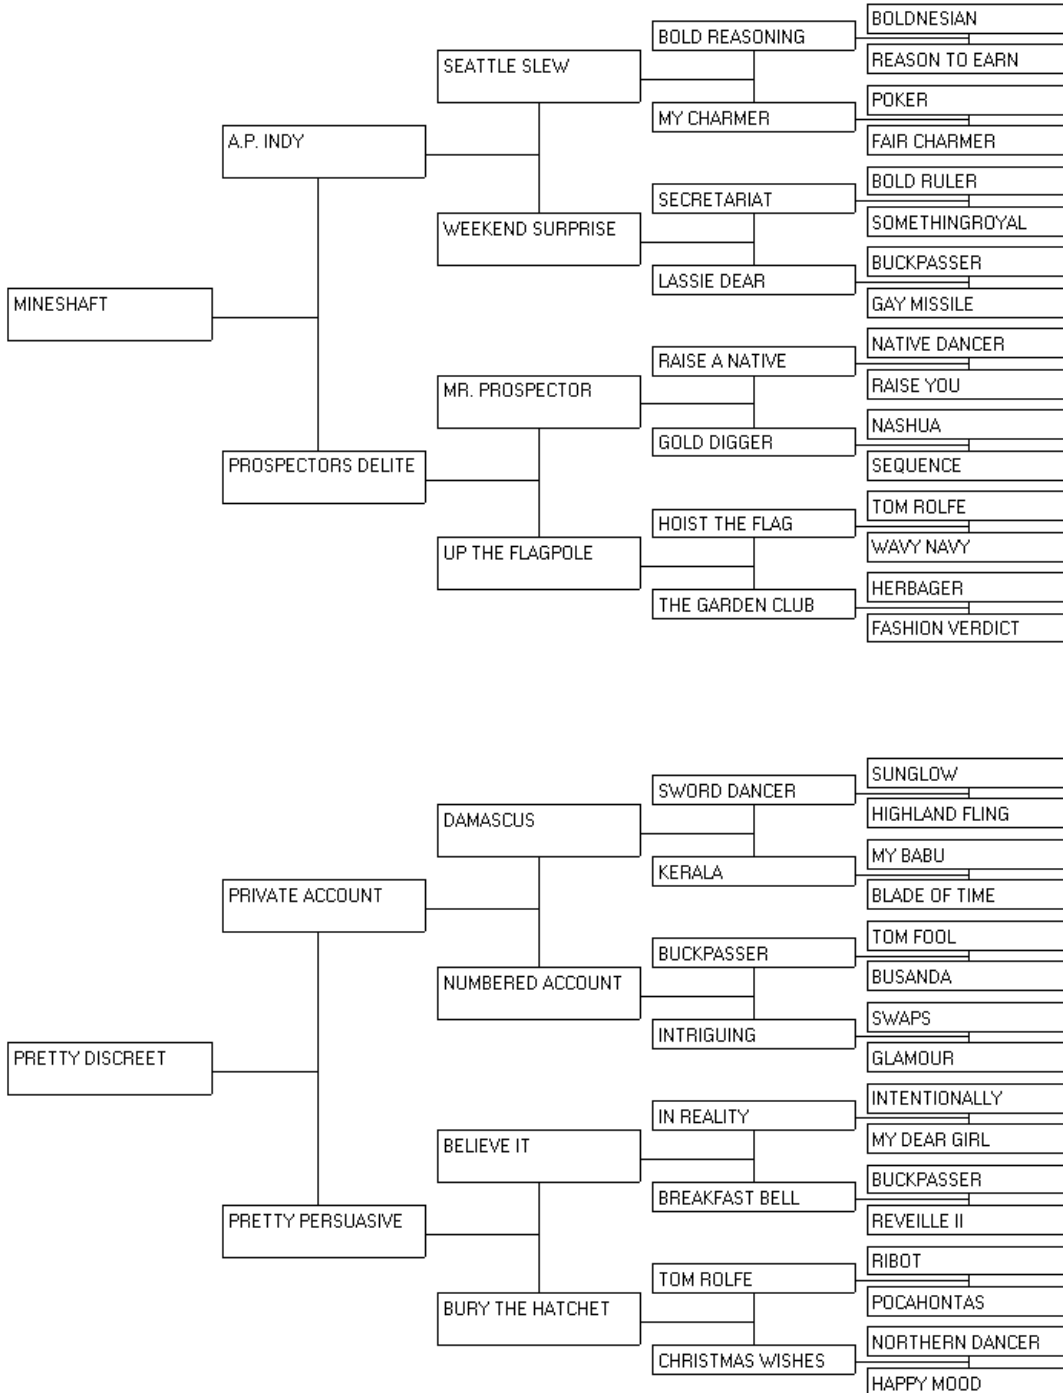 BOLDNESIAN
BOLD REASONING
REASON TO EARN
SEATTLE SLEW
POKER
MY CHARMER
FAIR CHARMER
A.P. INDY
BOLD RULER
SECRETARIAT
SOMETHINGROYAL
WEEKEND SURPRISE
BUCKPASSER
LASSIE DEAR
GAY MISSILE
MINESHAFT
NATIVE DANCER
RAISE A NATIVE
RAISE YOU
MR. PROSPECTOR
NASHUA
GOLD DIGGER
SEQUENCE
PROSPECTORS DELITE
TOM ROLFE
HOIST THE FLAG
WAVY NAVY
UP THE FLAGPOLE
HERBAGER
THE GARDEN CLUB
FASHION VERDICT
SUNGLOW
SWORD DANCER
HIGHLAND FLING
DAMASCUS
MY BABU
KERALA
BLADE OF TIME
PRIVATE ACCOUNT
TOM FOOL
BUCKPASSER
BUSANDA
NUMBERED ACCOUNT
SWAPS
INTRIGUING
GLAMOUR
PRETTY DISCREET
INTENTIONALLY
IN REALITY
MY DEAR GIRL
BELIEVE IT
BUCKPASSER
BREAKFAST BELL
REVEILLE II
PRETTY PERSUASIVE
RIBOT
TOM ROLFE
POCAHONTAS
BURY THE HATCHET
NORTHERN DANCER
CHRISTMAS WISHES
HAPPY MOOD